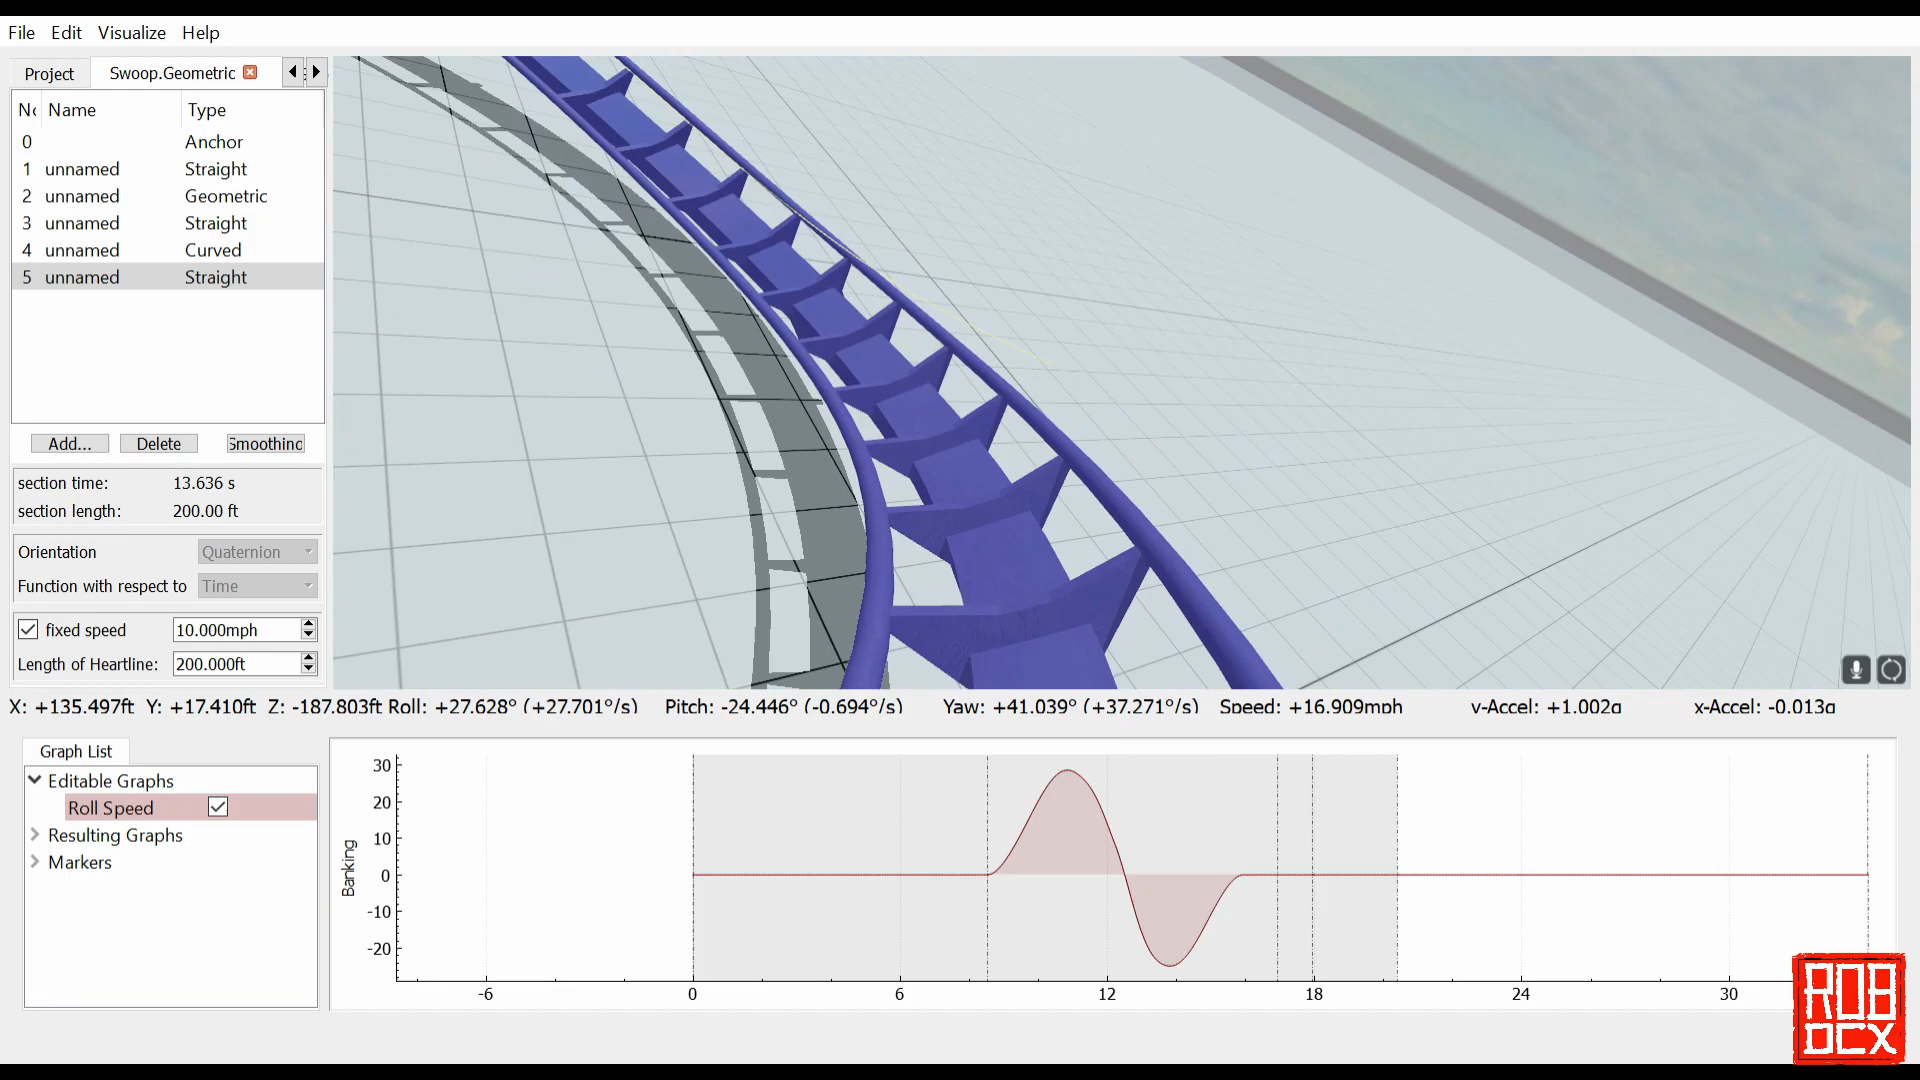 File Edit Visualize Help
Project Swoop.Geometric
Nc Name Type
0 Anchor
1 unnamed Straight
2 unnamed Geometric
3 unnamed Straight
4 unnamed Curved
5 unnamed Straight
Add... Delete Smoothing
section time: 13.636 s
section length: 200.00 ft
Orientation Quaternion
Function with respect to Time
fixed speed 10.000mph
Length of Heartline: 200.000ft
X: +135.497ft Y: +17.410ft Z: -187.803ft Roll: +27.628° (+27.701°/s) Pitch: -24.446° (-0.694°/s) Yaw: +41.039° (+37.271°/s) Speed: +16.909mph y-Accel: +1.002g x-Accel: -0.013g
Graph List
Editable Graphs
Roll Speed
Resulting Graphs
Markers
Banking
30
20
10
0
-10
-20
-6 0 6 12 18 24 30
ROB
DCX